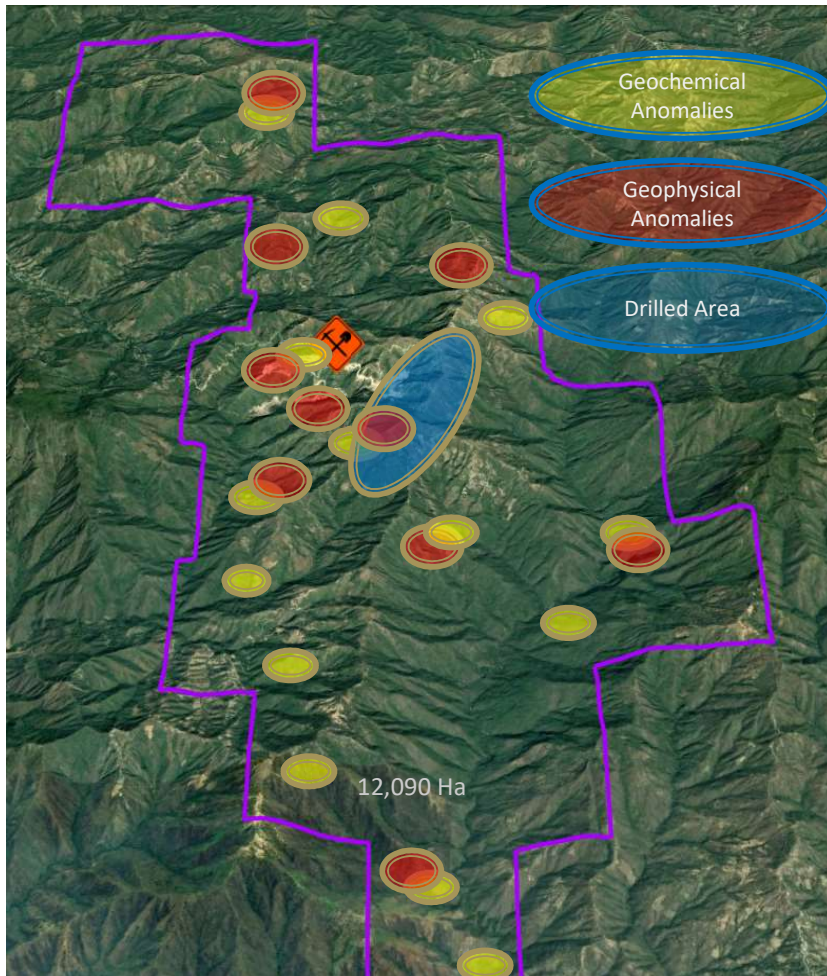 Geochemical
Anomalies
Geophysical
Anomalies
Drilled Area
12,090 Ha